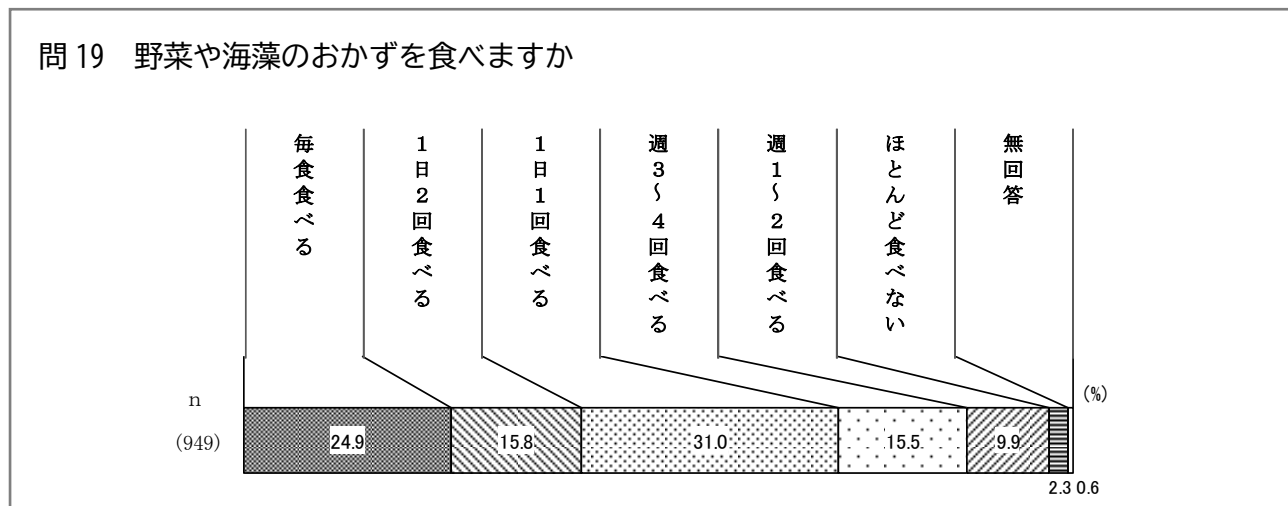 問 19　野菜や海藻のおかずを食べますか
毎食食べる
1日2回食べる
1日1回食べる
週3～4回食べる
週1～2回食べる
ほとんど食べない
無回答
n
(%)
(949)
24.9
15.8
31.0
15.5
9.9
2.3 0.6